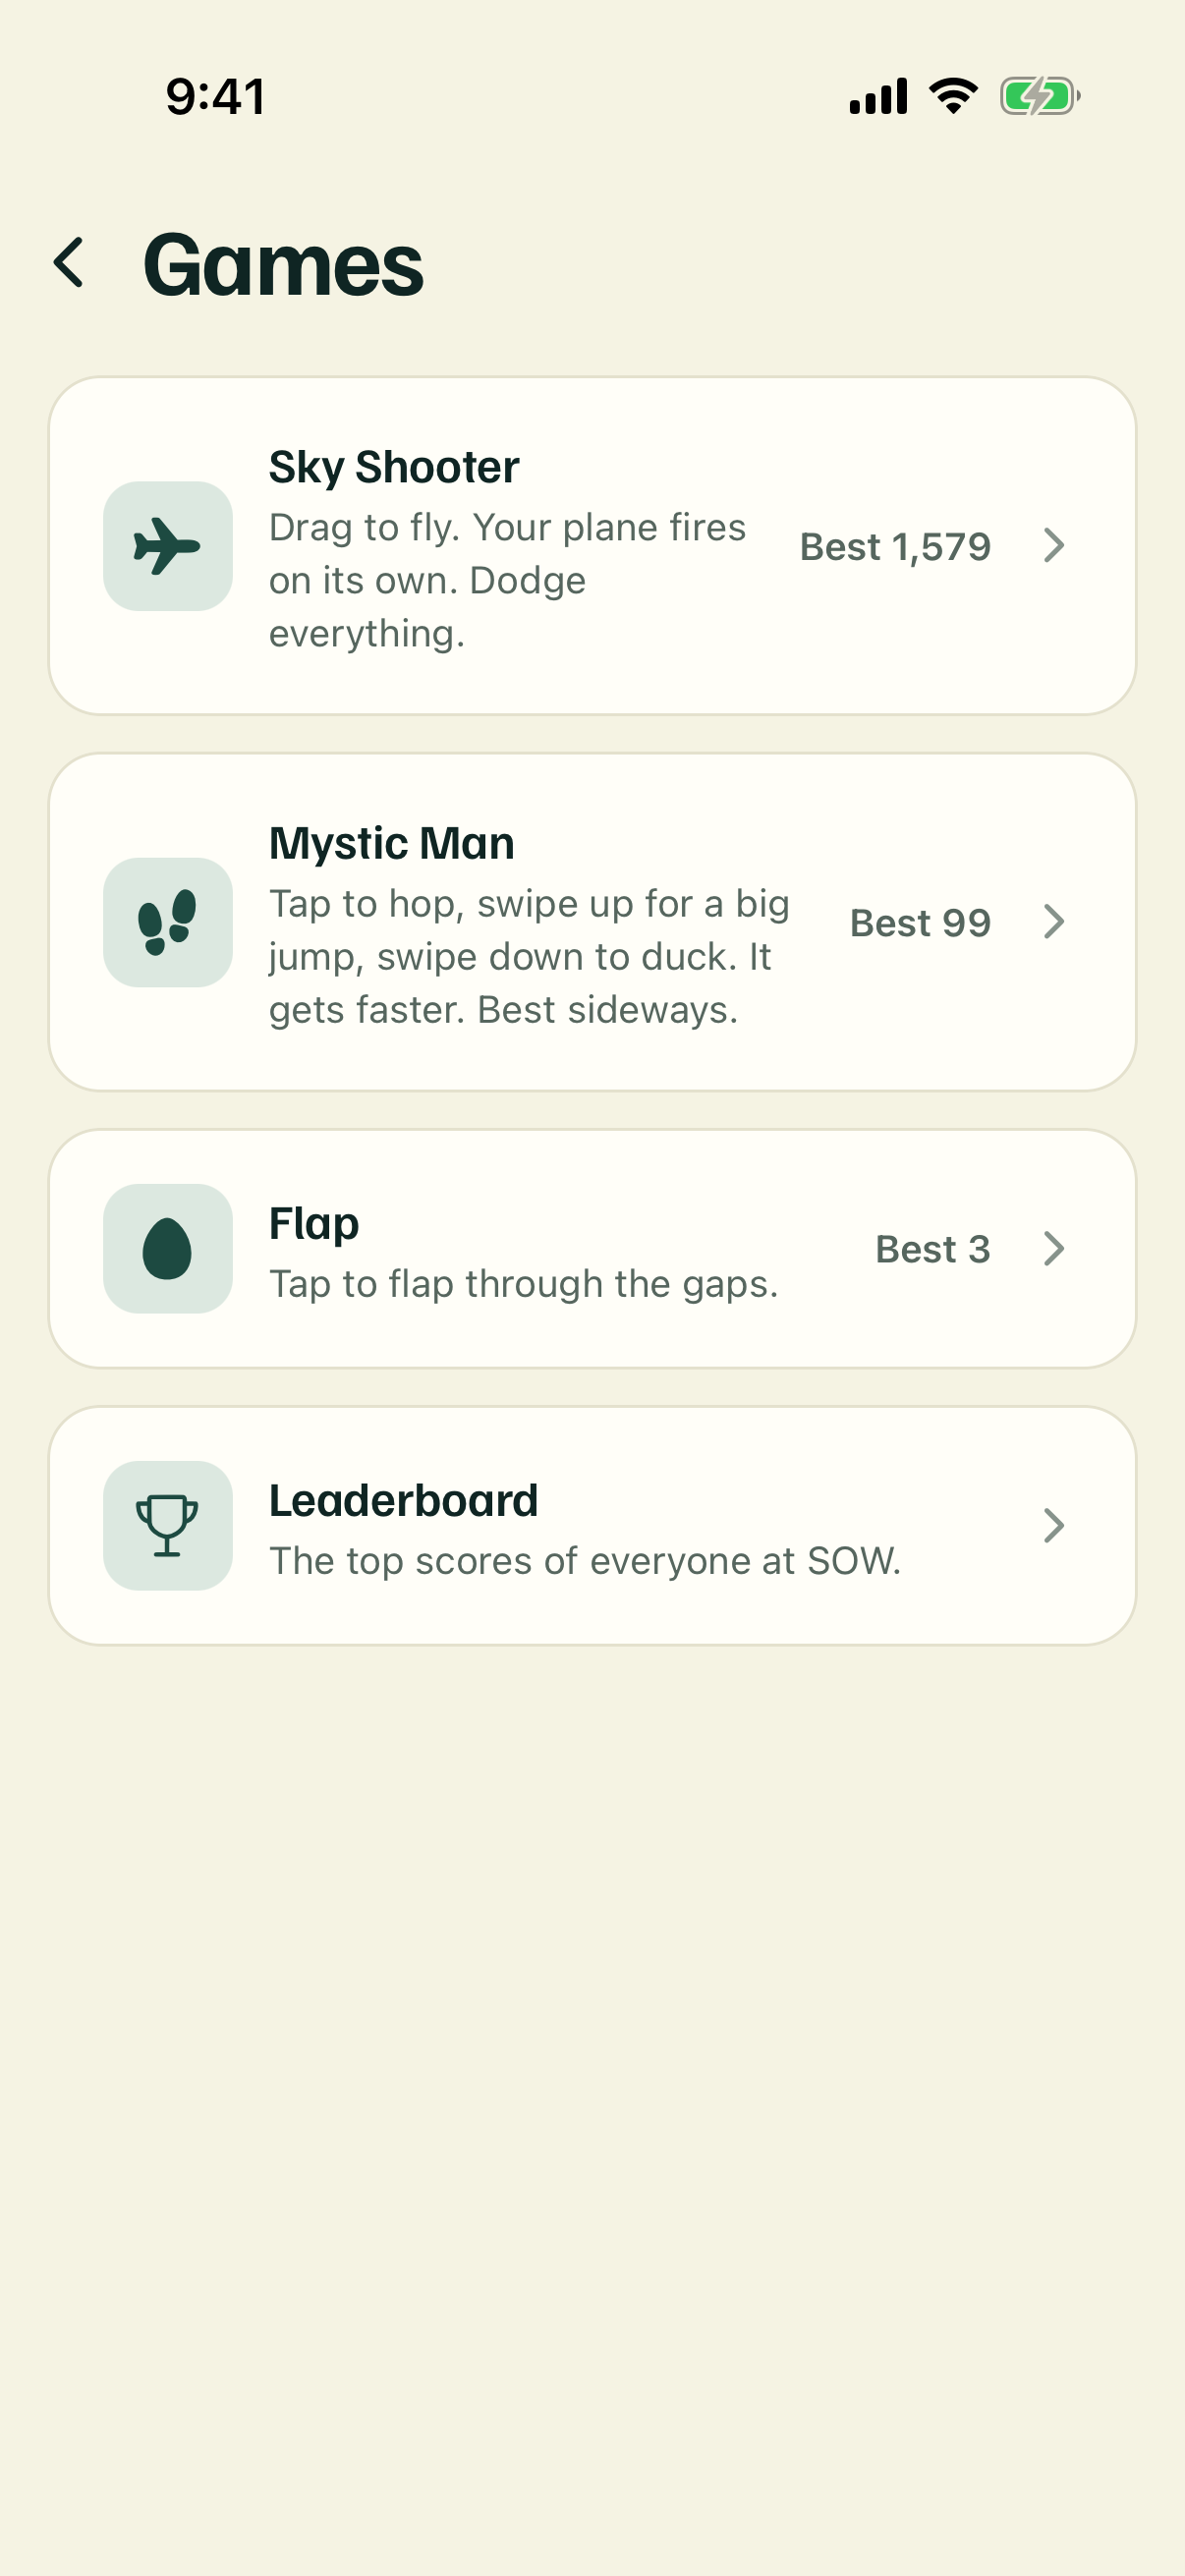 9:41
Games
Sky Shooter
Drag to fly. Your plane fires
on its own. Dodge
everything.
Best 1,579
Mystic Man
Tap to hop, swipe up for a big
jump, swipe down to duck. It
gets faster. Best sideways.
Best 99
Flap
Tap to flap through the gaps.
Best 3
Leaderboard
The top scores of everyone at SOW.